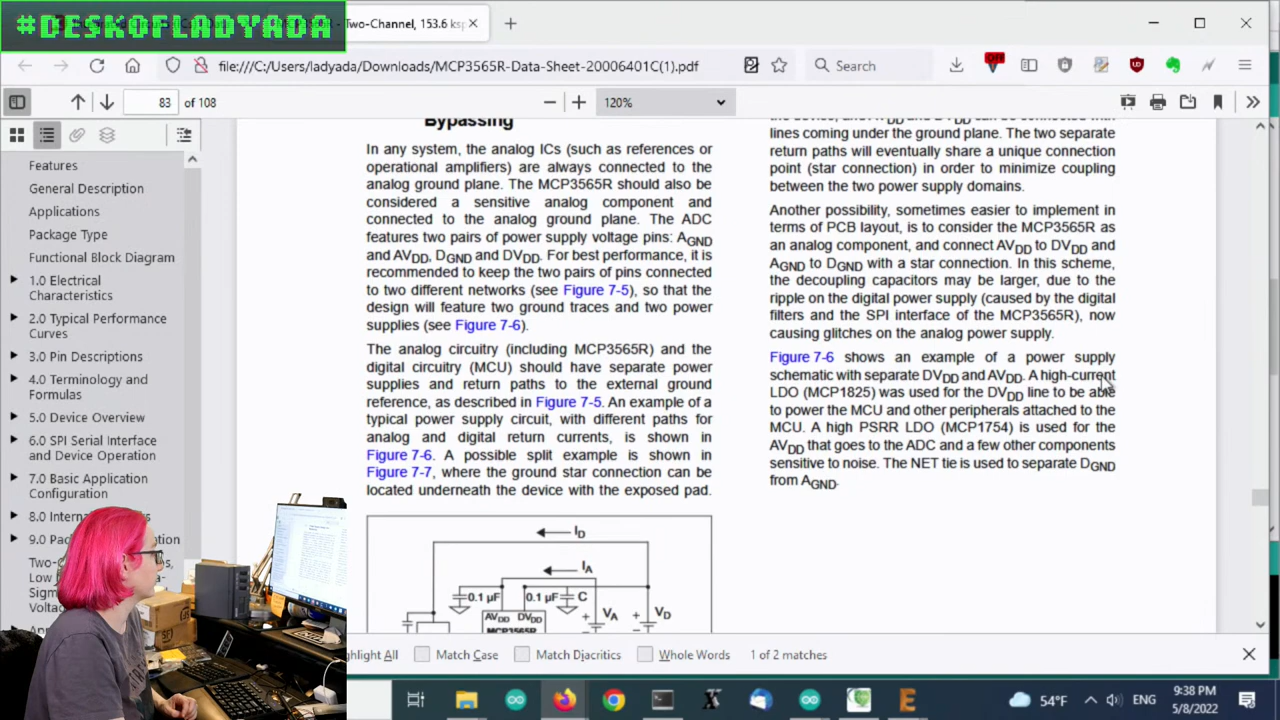 #DESKOFLADYADA
- Two-Channel, 153.6 ksp
file:///C:/Users/ladyada/Downloads/MCP3565R-Data-Sheet-20006401C(1).pdf
Search
Off
83 of 108
120%
Features
General Description
Applications
Package Type
Functional Block Diagram
1.0 Electrical
Characteristics
2.0 Typical Performance
Curves
3.0 Pin Descriptions
4.0 Terminology and
Formulas
5.0 Device Overview
6.0 SPI Serial Interface
and Device Operation
7.0 Basic Application
Configuration
8.0
9.0
Bypassing
In any system, the analog ICs (such as references or
operational amplifiers) are always connected to the
analog ground plane. The MCP3565R should also be
considered a sensitive analog component and
connected to the analog ground plane. The ADC
features two pairs of power supply voltage pins: AGND
and AVDD, DGND and DVDD. For best performance, it is
recommended to keep the two pairs of pins connected
to two different networks (see Figure 7-5), so that the
design will feature two ground traces and two power
supplies (see Figure 7-6).
The analog circuitry (including MCP3565R) and the
digital circuitry (MCU) should have separate power
supplies and return paths to the external ground
reference, as described in Figure 7-5. An example of a
typical power supply circuit, with different paths for
analog and digital return currents, is shown in
Figure 7-6. A possible split example is shown in
Figure 7-7, where the ground star connection can be
located underneath the device with the exposed pad.
ID
IA
0.1 µF
0.1 µF
C
VA
VD
AVDD DVDD
MCP3565R
lines coming under the ground plane. The two separate
return paths will eventually share a unique connection
point (star connection) in order to minimize coupling
between the two power supply domains.
Another possibility, sometimes easier to implement in
terms of PCB layout, is to consider the MCP3565R as
an analog component, and connect AVDD to DVDD and
AGND to DGND with a star connection. In this scheme,
the decoupling capacitors may be larger, due to the
ripple on the digital power supply (caused by the digital
filters and the SPI interface of the MCP3565R), now
causing glitches on the analog power supply.
Figure 7-6 shows an example of a power supply
schematic with separate DVDD and AVDD. A high-current
LDO (MCP1825) was used for the DVDD line to be able
to power the MCU and other peripherals attached to the
MCU. A high PSRR LDO (MCP1754) is used for the
AVDD that goes to the ADC and a few other components
sensitive to noise. The NET tie is used to separate DGND
from AGND.
ghlight All
Match Case
Match Diacritics
Whole Words
1 of 2 matches
54°F
ENG
9:38 PM
5/8/2022